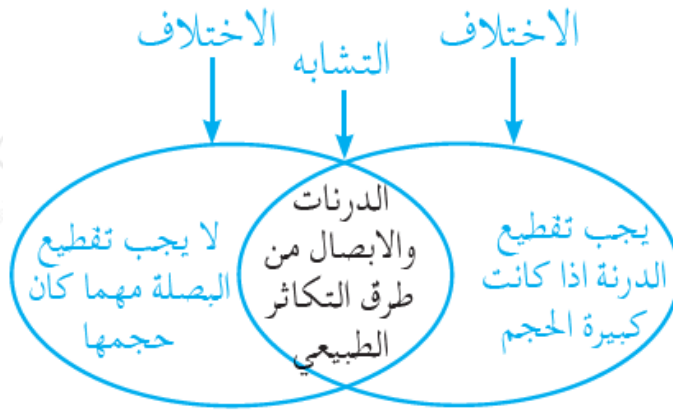 الاختلاف
التشابه
الاختلاف
يجب تقطيع
الدرنة اذا كانت
كبيرة الحجم
الدرنات
والابصال من
طرق التكاثر
الطبيعي
لا يجب تقطيع
البصلة مهما كان
حجمها